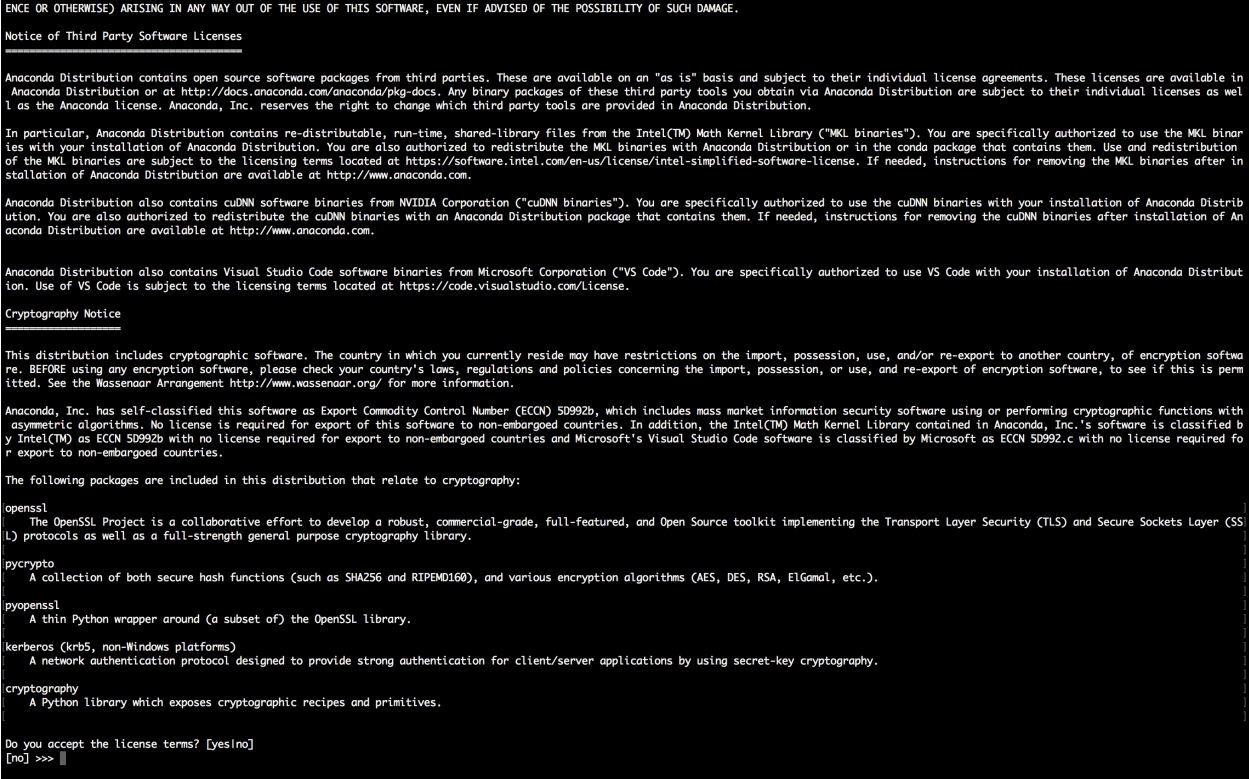 ENCE OR OTHERWISE) ARISING IN ANY WAY OUT OF THE USE OF THIS SOFTWARE, EVEN IF ADVISED OF THE POSSIBILITY OF SUCH DAMAGE.
Notice of Third Party Software Licenses
=======================================
Anaconda Distribution contains open source software packages from third parties. These are available on an "as is" basis and subject to their individual license agreements. These licenses are available in
Anaconda Distribution or at http://docs.anaconda.com/anaconda/pkg-docs. Any binary packages of these third party tools you obtain via Anaconda Distribution are subject to their individual licenses as wel
l as the Anaconda license. Anaconda, Inc. reserves the right to change which third party tools are provided in Anaconda Distribution.
In particular, Anaconda Distribution contains re-distributable, run-time, shared-library files from the Intel(TM) Math Kernel Library ("MKL binaries"). You are specifically authorized to use the MKL binar
ies with your installation of Anaconda Distribution. You are also authorized to redistribute the MKL binaries with Anaconda Distribution or in the conda package that contains them. Use and redistribution
of the MKL binaries are subject to the licensing terms located at https://software.intel.com/en-us/license/intel-simplified-software-license. If needed, instructions for removing the MKL binaries after in
stallation of Anaconda Distribution are available at http://www.anaconda.com.
Anaconda Distribution also contains cuDNN software binaries from NVIDIA Corporation ("cuDNN binaries"). You are specifically authorized to use the cuDNN binaries with your installation of Anaconda Distrib
ution. You are also authorized to redistribute the cuDNN binaries with an Anaconda Distribution package that contains them. If needed, instructions for removing the cuDNN binaries after installation of An
aconda Distribution are available at http://www.anaconda.com.
Anaconda Distribution also contains Visual Studio Code software binaries from Microsoft Corporation ("VS Code"). You are specifically authorized to use VS Code with your installation of Anaconda Distribut
ion. Use of VS Code is subject to the licensing terms located at https://code.visualstudio.com/License.
Cryptography Notice
===================
This distribution includes cryptographic software. The country in which you currently reside may have restrictions on the import, possession, use, and/or re-export to another country, of encryption softwa
re. BEFORE using any encryption software, please check your country's laws, regulations and policies concerning the import, possession, or use, and re-export of encryption software, to see if this is perm
itted. See the Wassenaar Arrangement http://www.wassenaar.org/ for more information.
Anaconda, Inc. has self-classified this software as Export Commodity Control Number (ECCN) 5D992b, which includes mass market information security software using or performing cryptographic functions with
asymmetric algorithms. No license is required for export of this software to non-embargoed countries. In addition, the Intel(TM) Math Kernel Library contained in Anaconda, Inc.'s software is classified b
y Intel(TM) as ECCN 5D992b with no license required for export to non-embargoed countries and Microsoft's Visual Studio Code software is classified by Microsoft as ECCN 5D992.c with no license required fo
r export to non-embargoed countries.
The following packages are included in this distribution that relate to cryptography:
openssl
The OpenSSL Project is a collaborative effort to develop a robust, commercial-grade, full-featured, and Open Source toolkit implementing the Transport Layer Security (TLS) and Secure Sockets Layer (SS
L) protocols as well as a full-strength general purpose cryptography library.
pycrypto
A collection of both secure hash functions (such as SHA256 and RIPEMD160), and various encryption algorithms (AES, DES, RSA, ElGamal, etc.).
pyopenssl
A thin Python wrapper around (a subset of) the OpenSSL library.
kerberos (krb5, non-Windows platforms)
A network authentication protocol designed to provide strong authentication for client/server applications by using secret-key cryptography.
cryptography
A Python library which exposes cryptographic recipes and primitives.
Do you accept the license terms? [yes|no]
[no] >>>